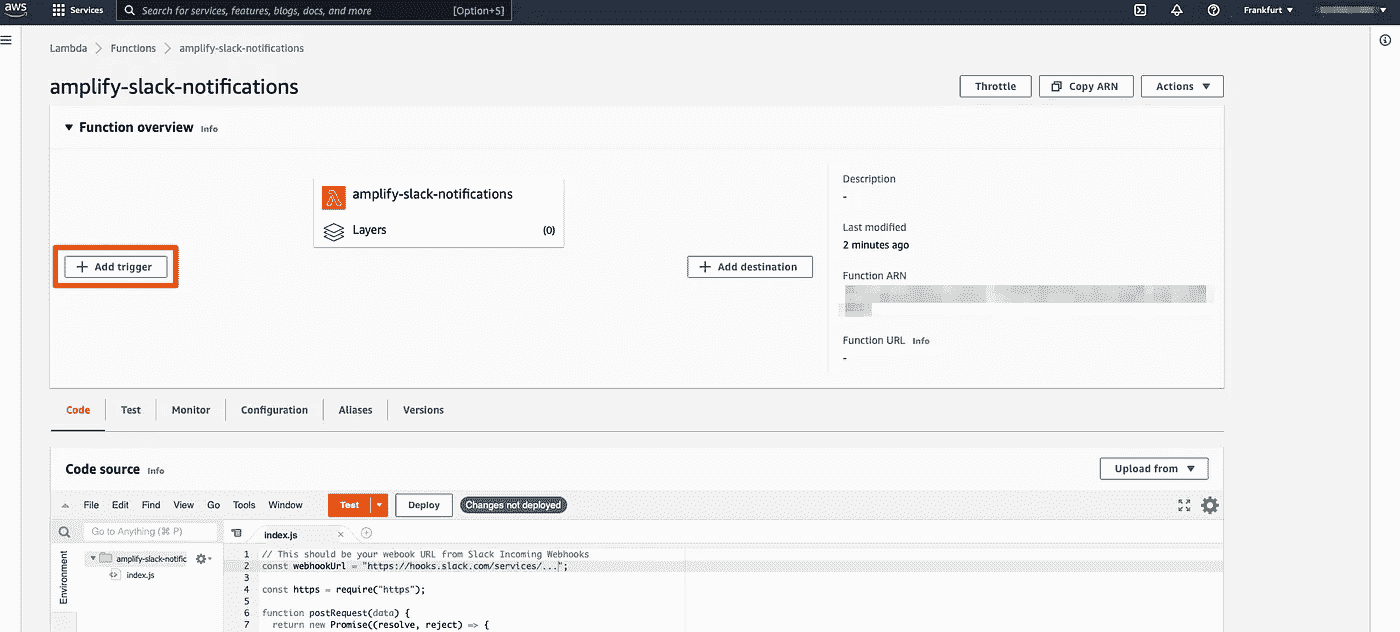 aws
Services
Search for services, features, blogs, docs, and more
[Option+S]
Frankfurt ▼
Lambda > Functions > amplify-slack-notifications
amplify-slack-notifications
Throttle
Copy ARN
Actions ▼
▼ Function overview Info
amplify-slack-notifications
Layers (0)
+ Add trigger
+ Add destination
Description
-
Last modified
2 minutes ago
Function ARN
Function URL Info
-
Code
Test
Monitor
Configuration
Aliases
Versions
Code source Info
Upload from ▼
File Edit Find View Go Tools Window
Test
Deploy
Changes not deployed
Go to Anything (⌘ P)
index.js
Environment
amplify-slack-notific
index.js
1 // This should be your webook URL from Slack Incoming Webhooks
2 const webhookUrl = "https://hooks.slack.com/services/...";
3
4 const https = require("https");
5
6 function postRequest(data) {
7 return new Promise((resolve, reject) => {